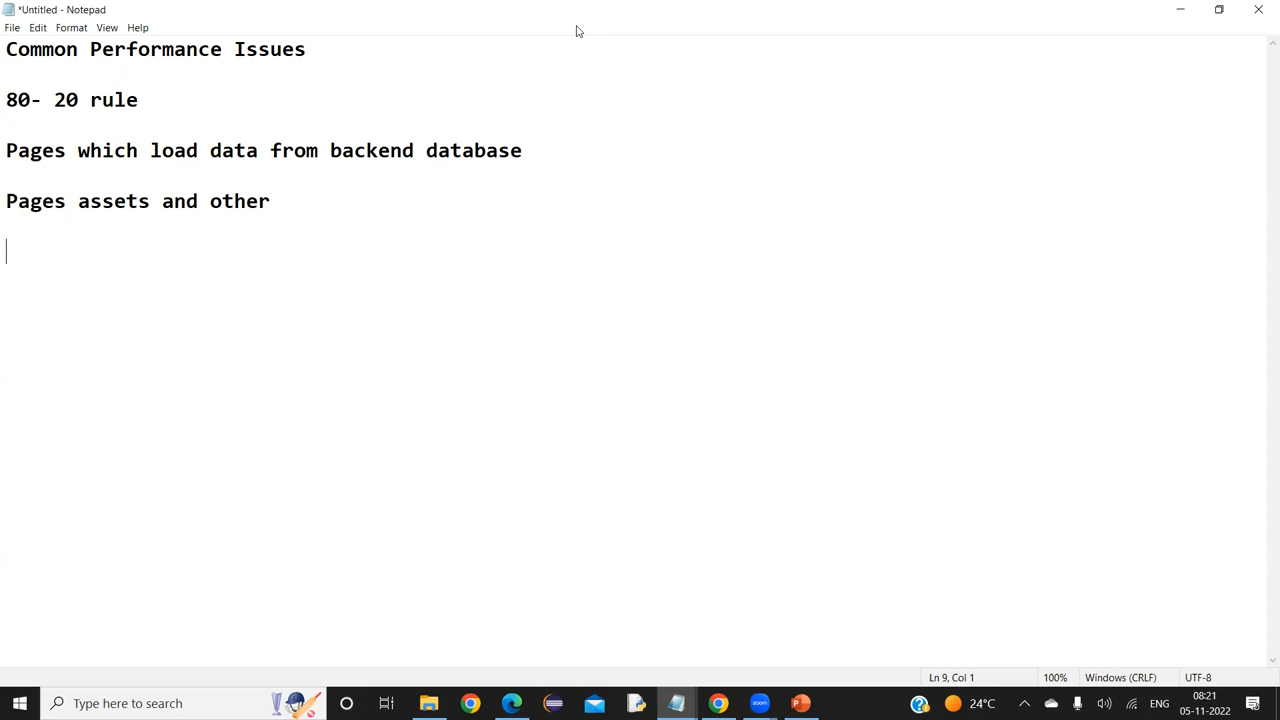 *Untitled - Notepad
File Edit Format View Help
Common Performance Issues
80- 20 rule
Pages which load data from backend database
Pages assets and other
Ln 9, Col 1 100% Windows (CRLF) UTF-8
Type here to search
zoom
24°C
ENG
08:21
05-11-2022